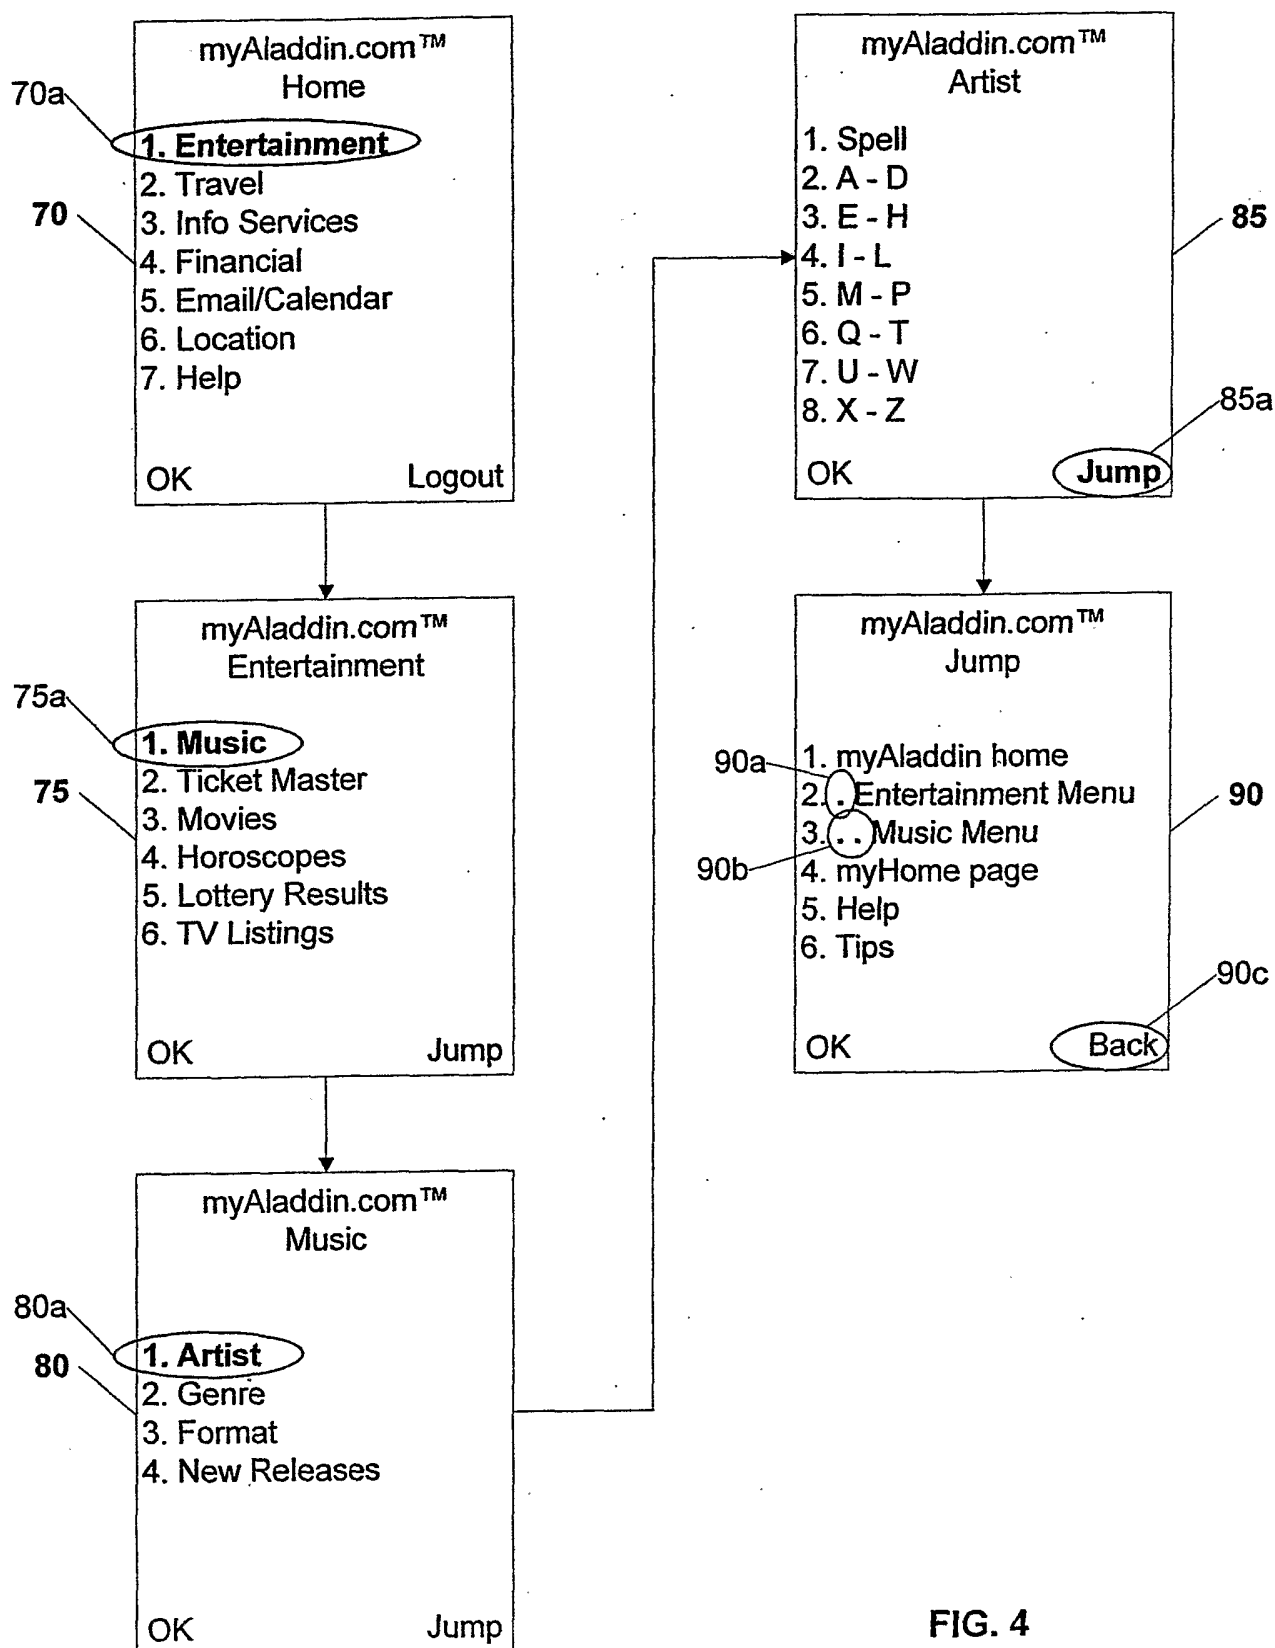 myAladdin.com™
Home
70a
1. Entertainment
2. Travel
70
3. Info Services
4. Financial
5. Email/Calendar
6. Location
7. Help
OK Logout
myAladdin.com™
Entertainment
75a
1. Music
2. Ticket Master
75
3. Movies
4. Horoscopes
5. Lottery Results
6. TV Listings
OK Jump
myAladdin.com™
Music
80a
1. Artist
80
2. Genre
3. Format
4. New Releases
OK Jump
myAladdin.com™
Artist
1. Spell
2. A - D
3. E - H
85
4. I - L
5. M - P
6. Q - T
7. U - W
85a
8. X - Z
OK Jump
myAladdin.com™
Jump
90a
1. myAladdin home
2. . Entertainment Menu
90
3. . . Music Menu
90b
4. myHome page
5. Help
6. Tips
90c
OK Back
FIG. 4